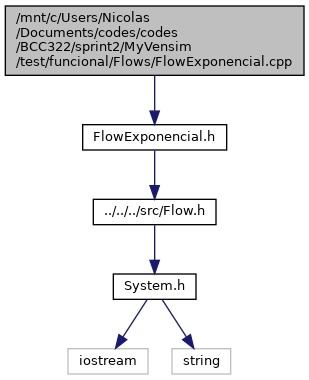 /mnt/c/Users/Nicolas
/Documents/codes/codes
/BCC322/sprint2/MyVensim
/test/funcional/Flows/FlowExponencial.cpp
FlowExponencial.h
../../../src/Flow.h
System.h
iostream
string